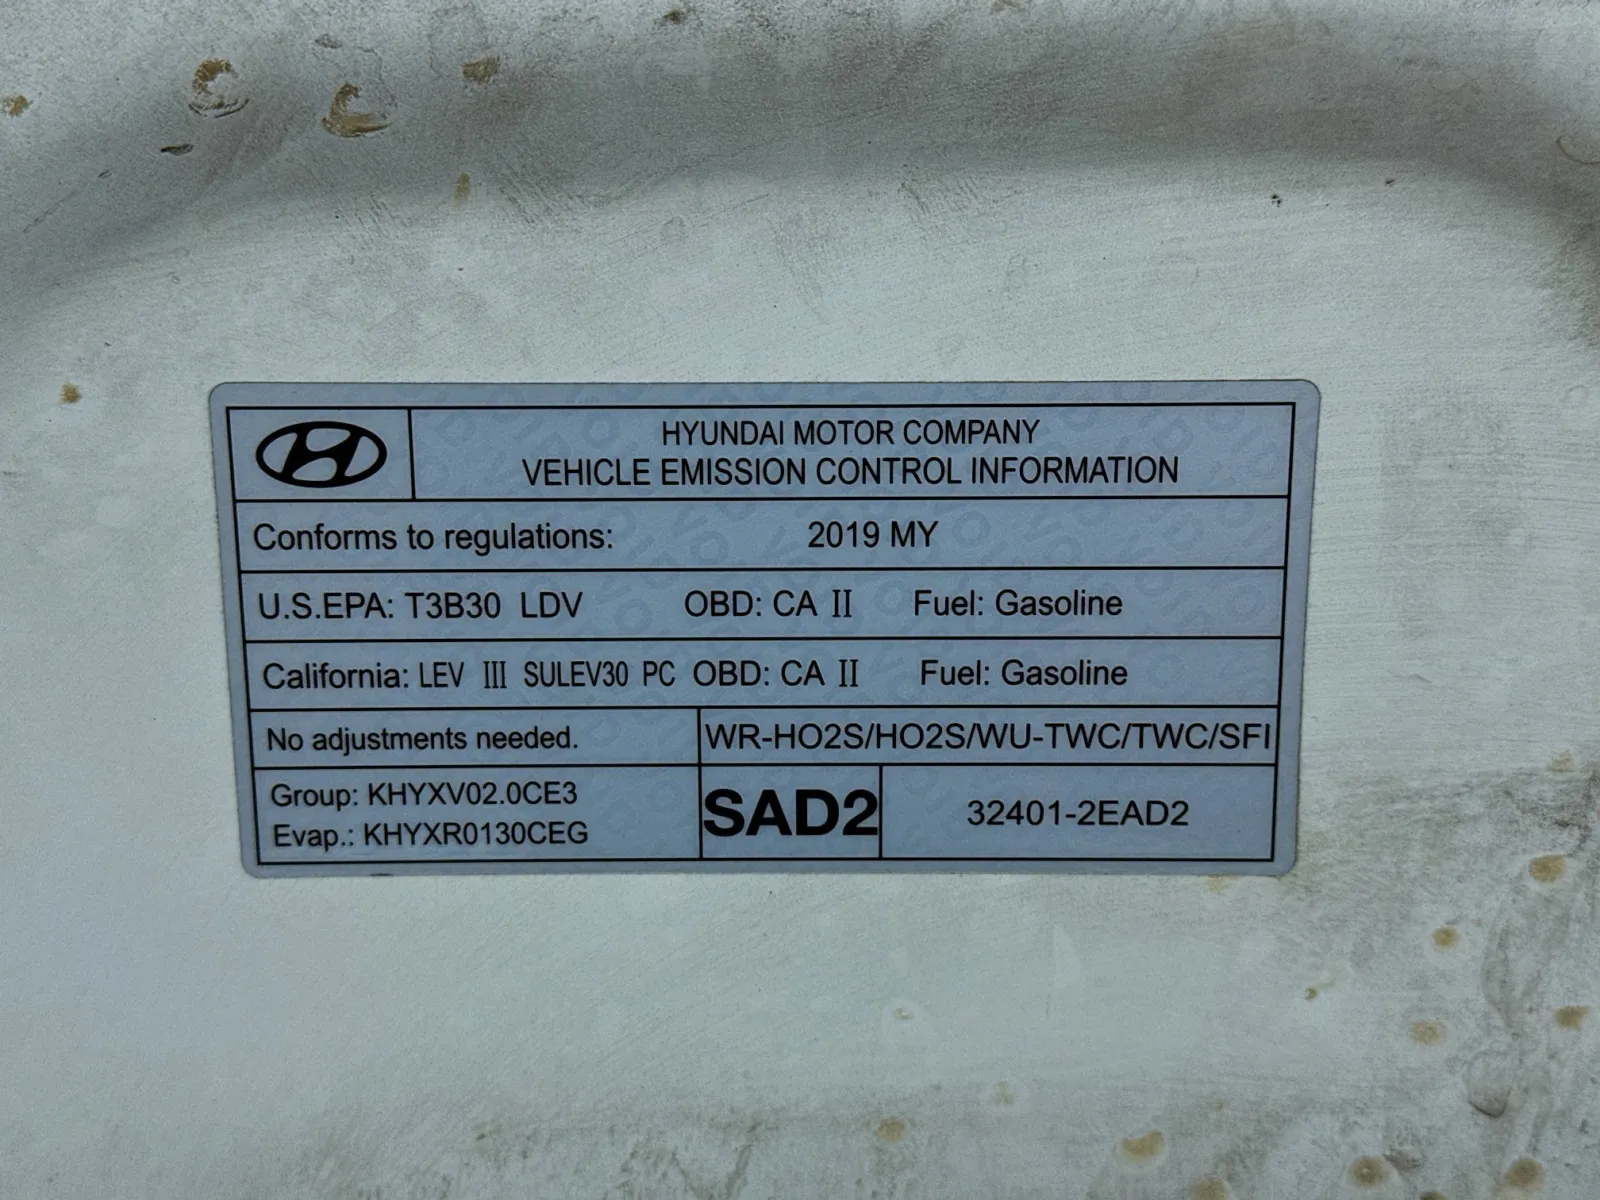 HYUNDAI MOTOR COMPANY
VEHICLE EMISSION CONTROL INFORMATION
Conforms to regulations: 2019 MY
U.S.EPA: T3B30 LDV OBD: CA II Fuel: Gasoline
California: LEV III SULEV30 PC OBD: CA II Fuel: Gasoline
No adjustments needed. WR-HO2S/HO2S/WU-TWC/TWC/SFI
Group: KHYXV02.0CE3
Evap.: KHYXR0130CEG
SAD2
32401-2EAD2